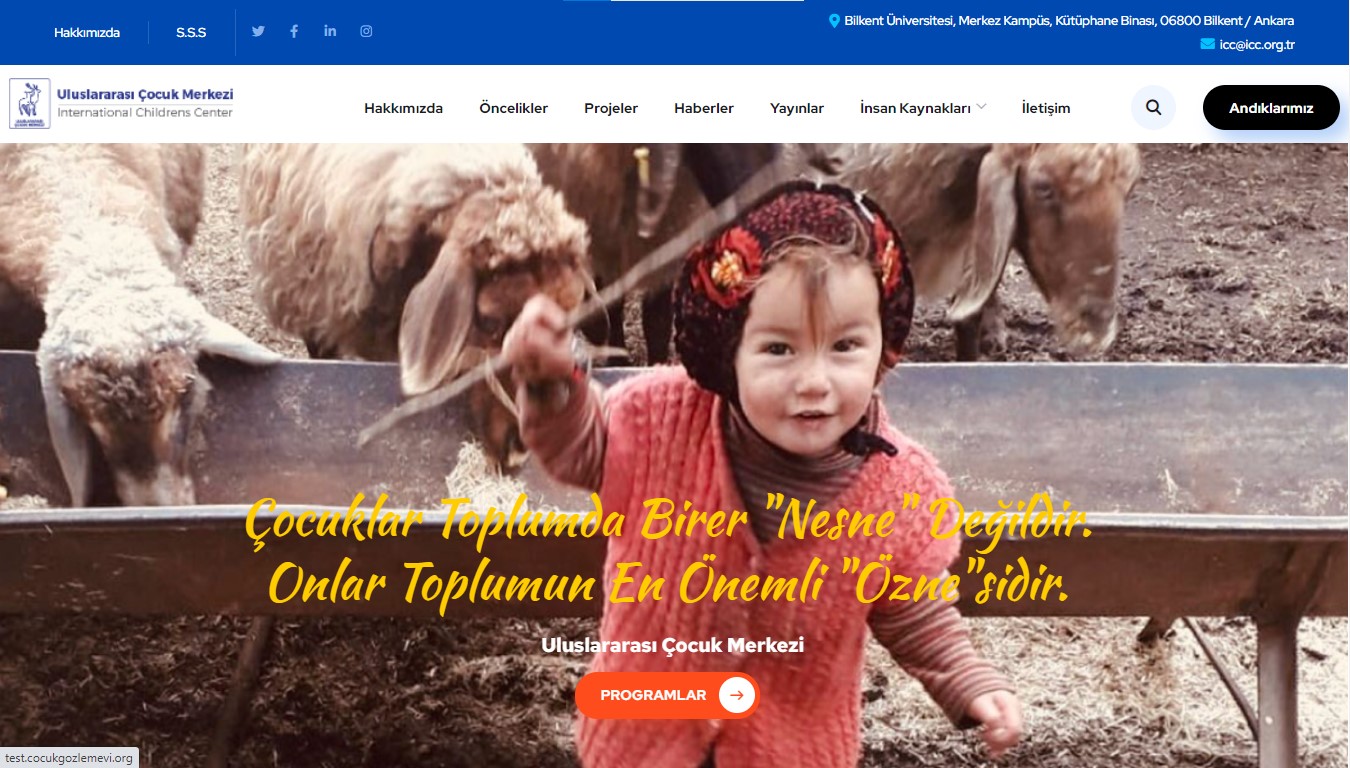 Hakkımızda
S.S.S
Bilkent Üniversitesi, Merkez Kampüs, Kütüphane Binası, 06800 Bilkent / Ankara
icc@icc.org.tr
Uluslararası Çocuk Merkezi
International Childrens Center
Hakkımızda
Öncelikler
Projeler
Haberler
Yayınlar
İnsan Kaynakları
İletişim
Andıklarımız
Çocuklar Toplumda Birer "Nesne" Değildir.
Onlar Toplumun En Önemli "Özne"sidir.
Uluslararası Çocuk Merkezi
PROGRAMLAR
test.cocukgozlemevi.org